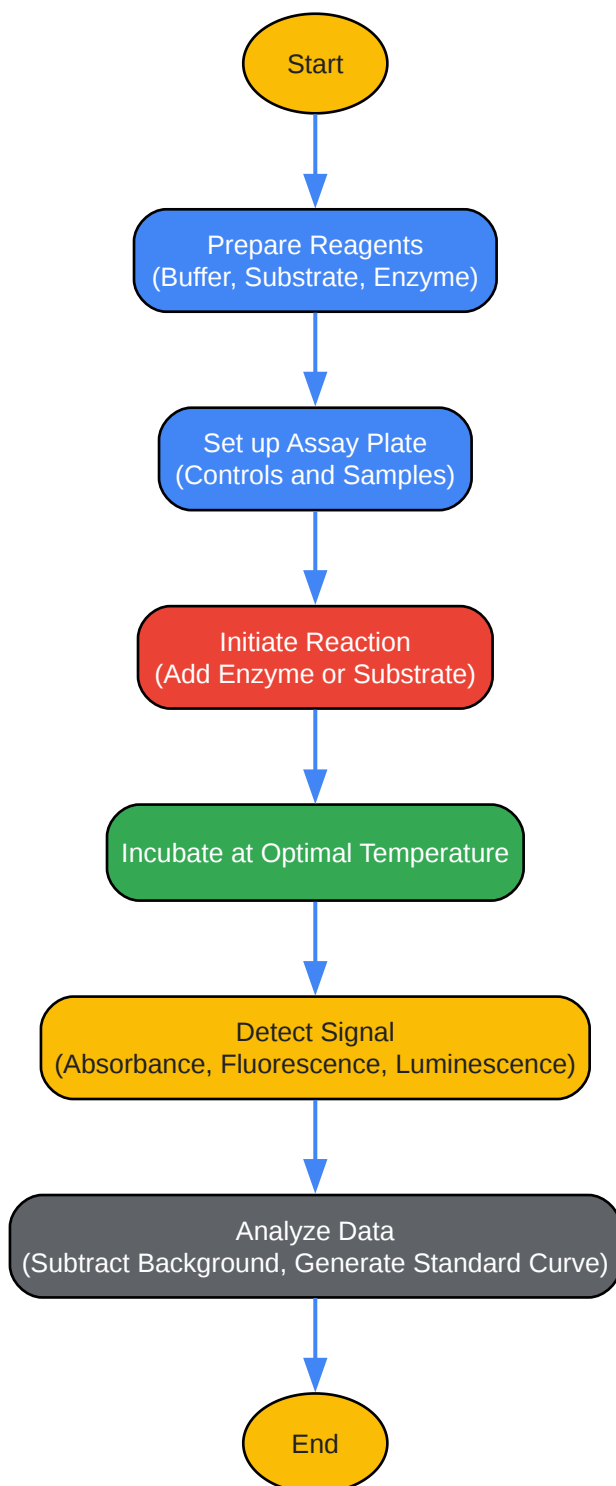 Start
Prepare Reagents
(Buffer, Substrate, Enzyme)
Set up Assay Plate
(Controls and Samples)
Initiate Reaction
(Add Enzyme or Substrate)
Incubate at Optimal Temperature
Detect Signal
(Absorbance, Fluorescence, Luminescence)
Analyze Data
(Subtract Background, Generate Standard Curve)
End